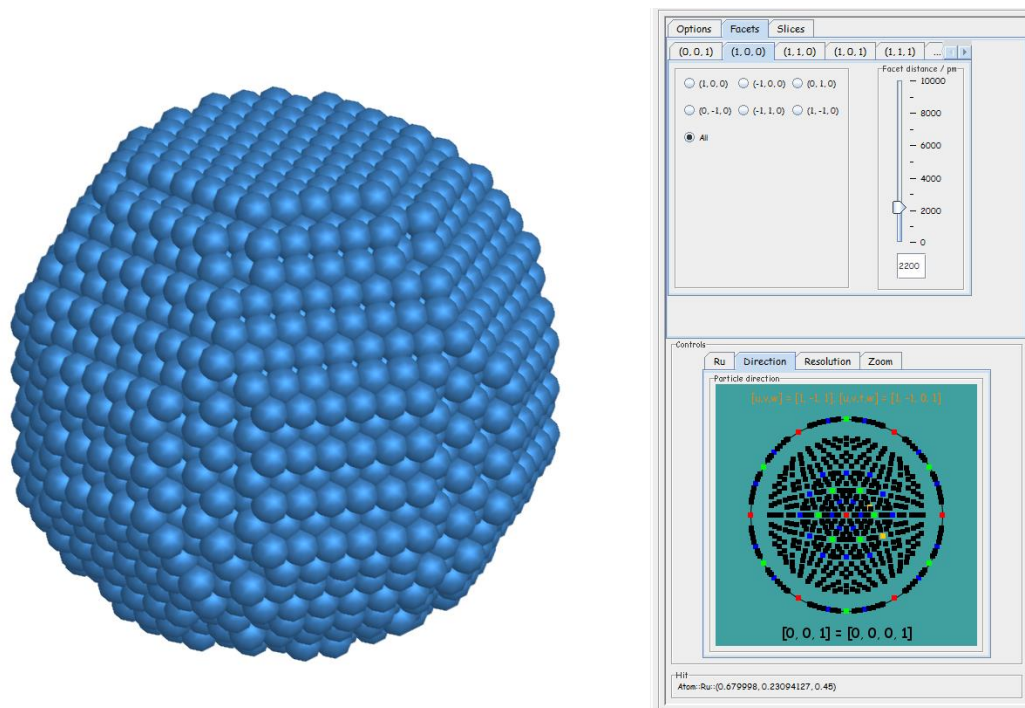 Options Facets Slices
(0, 0, 1) (1, 0, 0) (1, 1, 0) (1, 0, 1) (1, 1, 1) ...
Facet distance / pm
(1, 0, 0) (-1, 0, 0) (0, 1, 0)
(0, -1, 0) (-1, 1, 0) (1, -1, 0)
All
10000
8000
6000
4000
2000
0
2200
Controls
Ru Direction Resolution Zoom
Particle direction
[u,v,w] = [1, -1, 1], [u,v,t,w] = [1, -1, 0, 1]
[0, 0, 1] = [0, 0, 0, 1]
Hit
Atom::Ru::(0.679998, 0.23094127, 0.45)